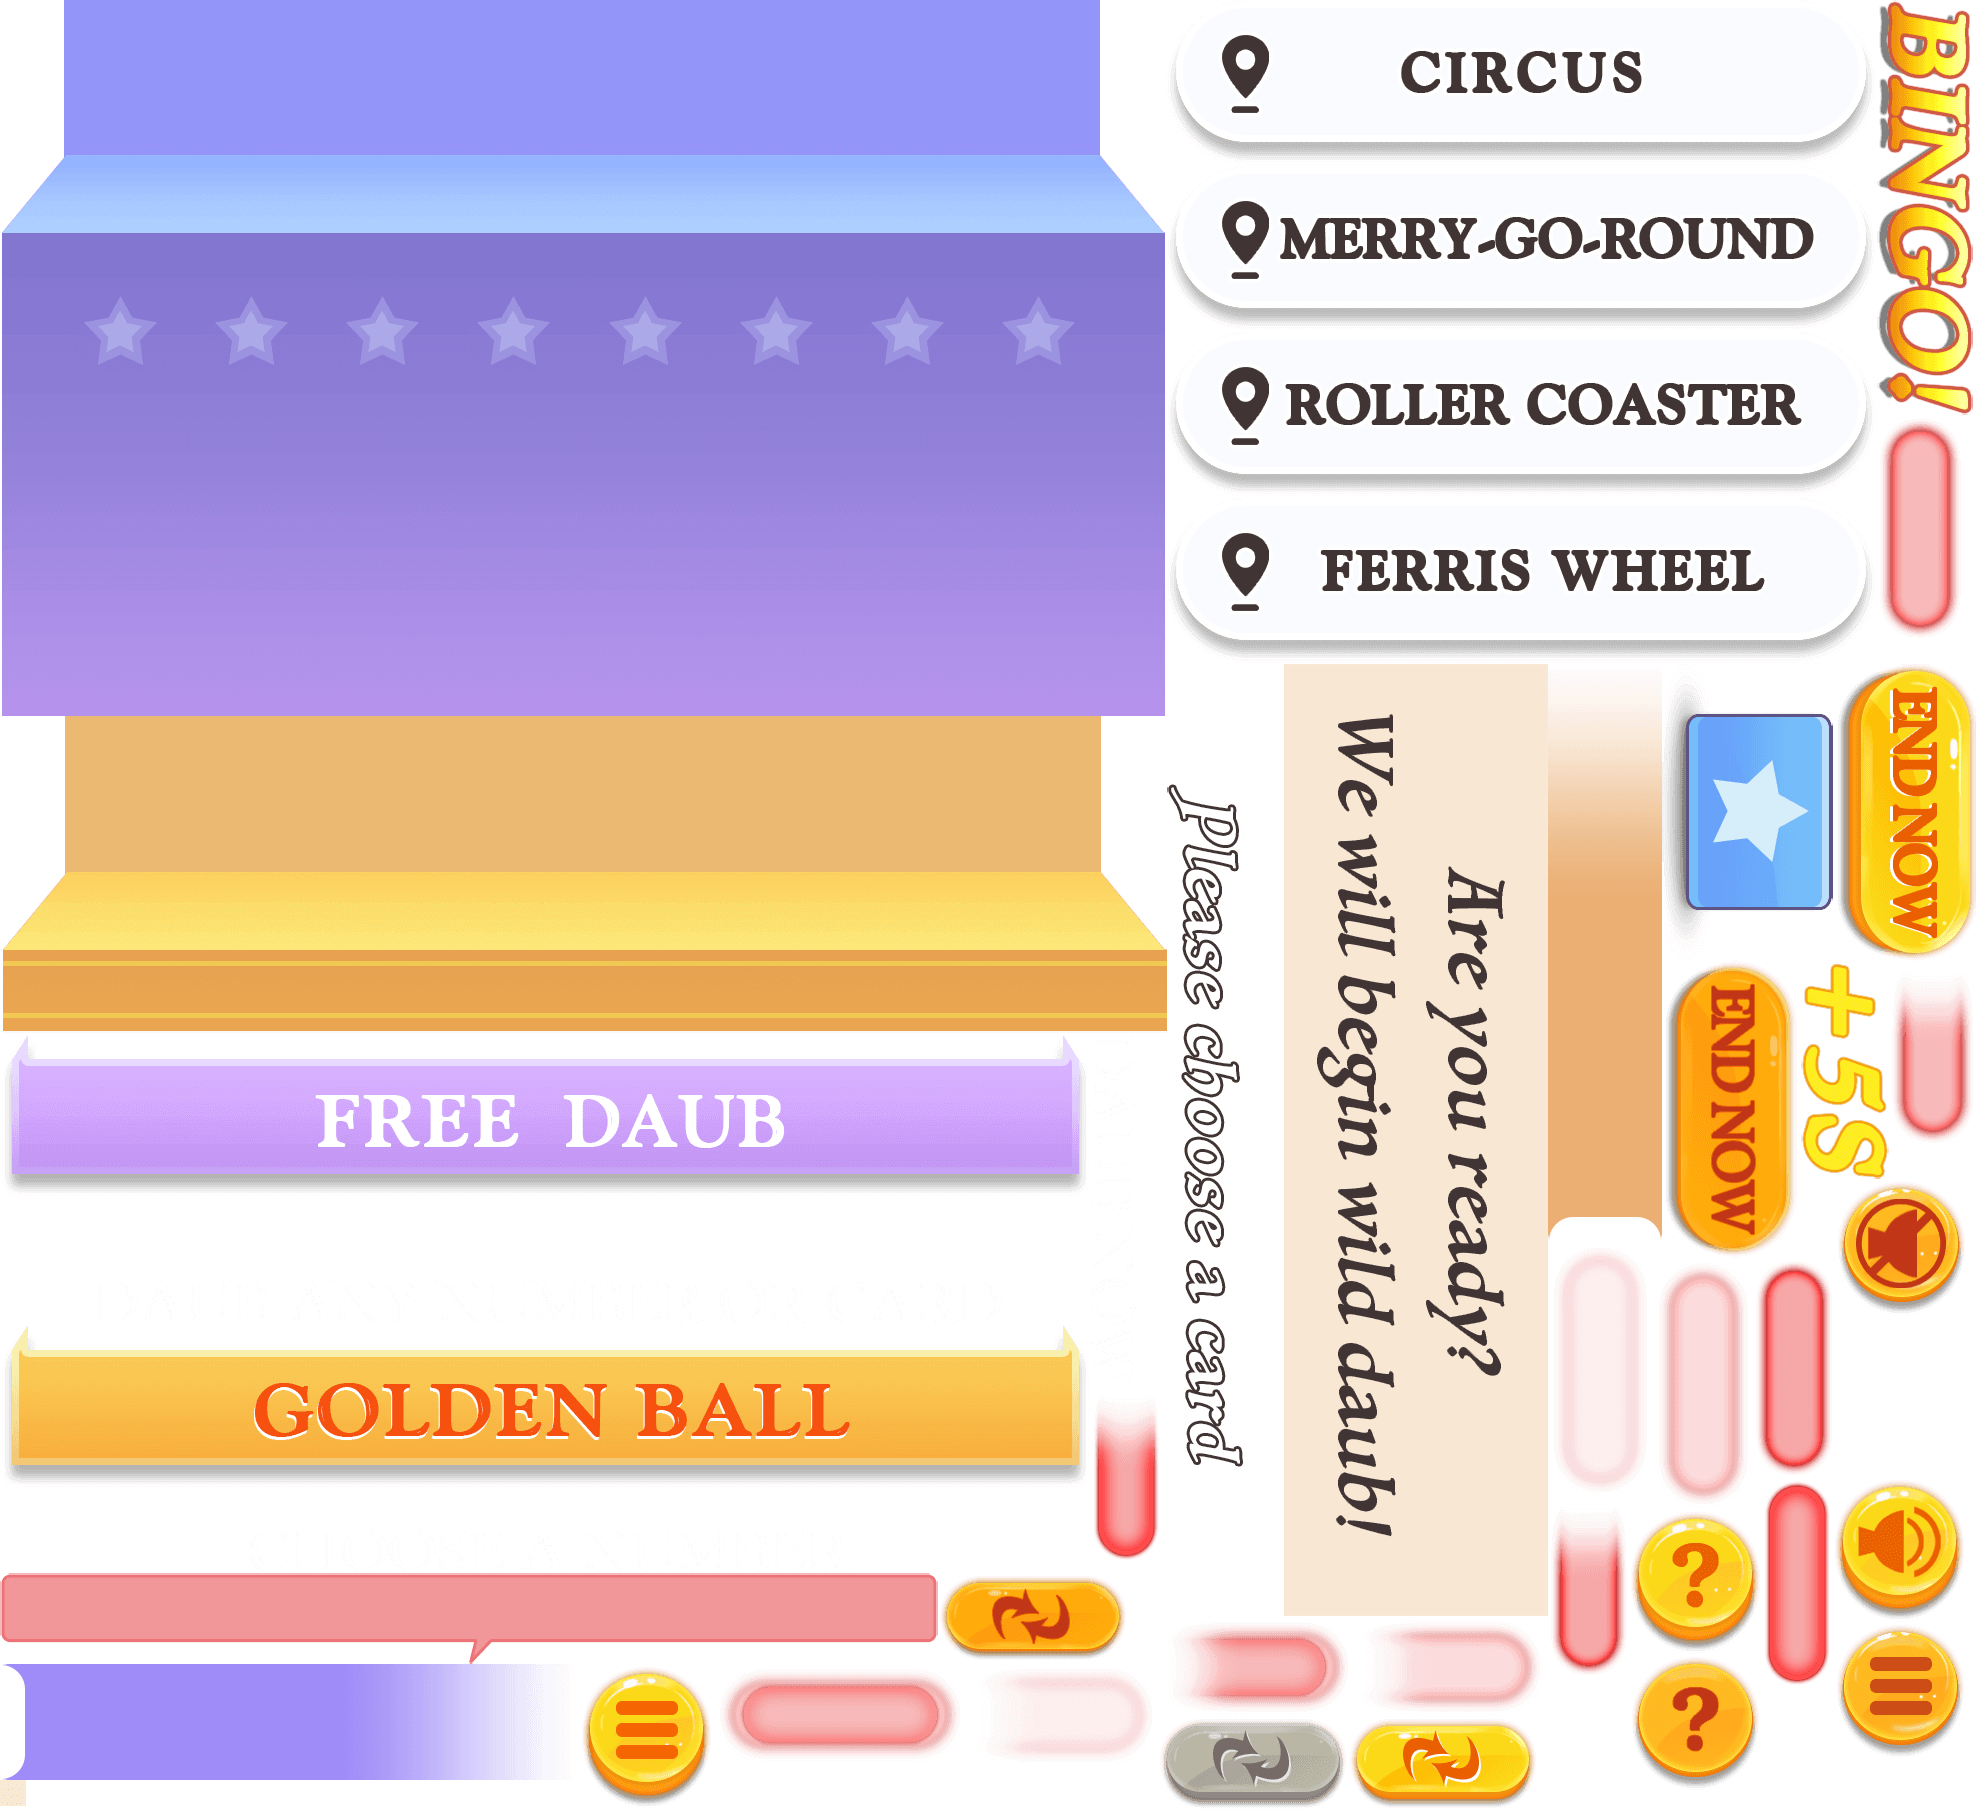 CIRCUS
MERRY-GO-ROUND
ROLLER COASTER
FERRIS WHEEL
BINGO!
FREE DAUB
GOLDEN BALL
Please choose a card
Are you ready?
We will begin wild daub!
END NOW
END NOW
+5S
?
?